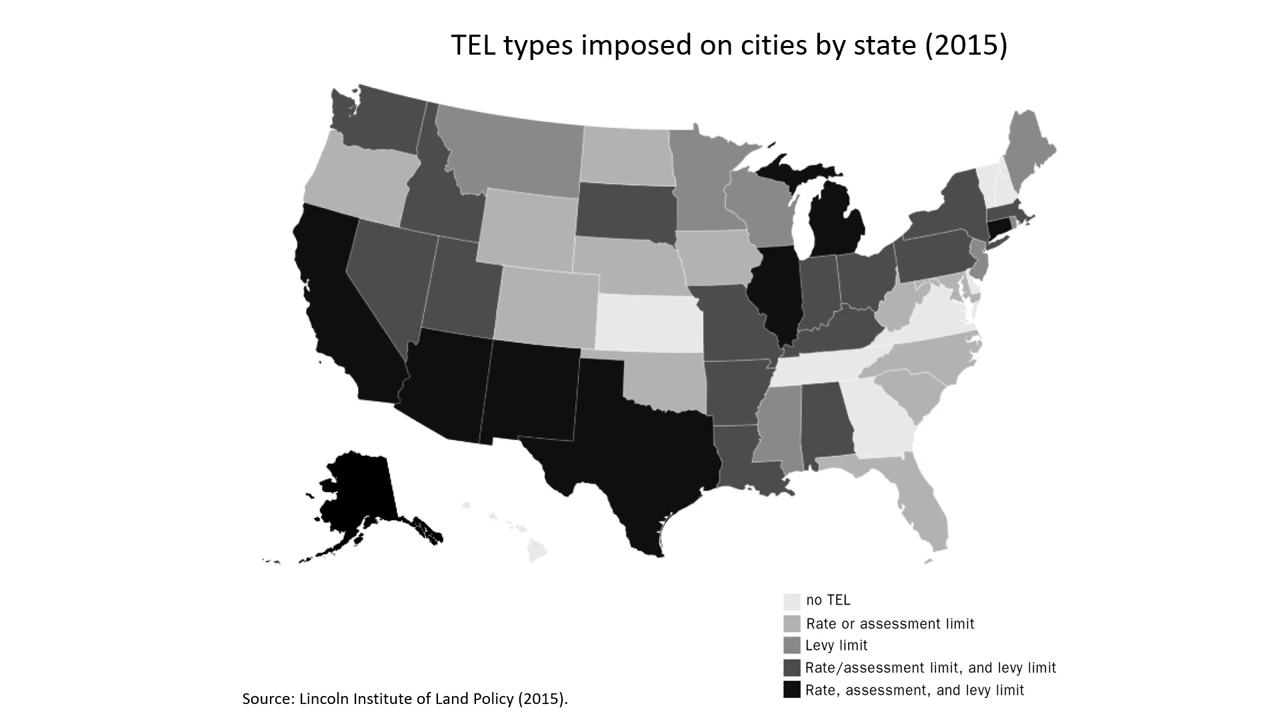 TEL types imposed on cities by state (2015)
no TEL
Rate or assessment limit
Levy limit
Rate/assessment limit, and levy limit
Rate, assessment, and levy limit
Source: Lincoln Institute of Land Policy (2015).